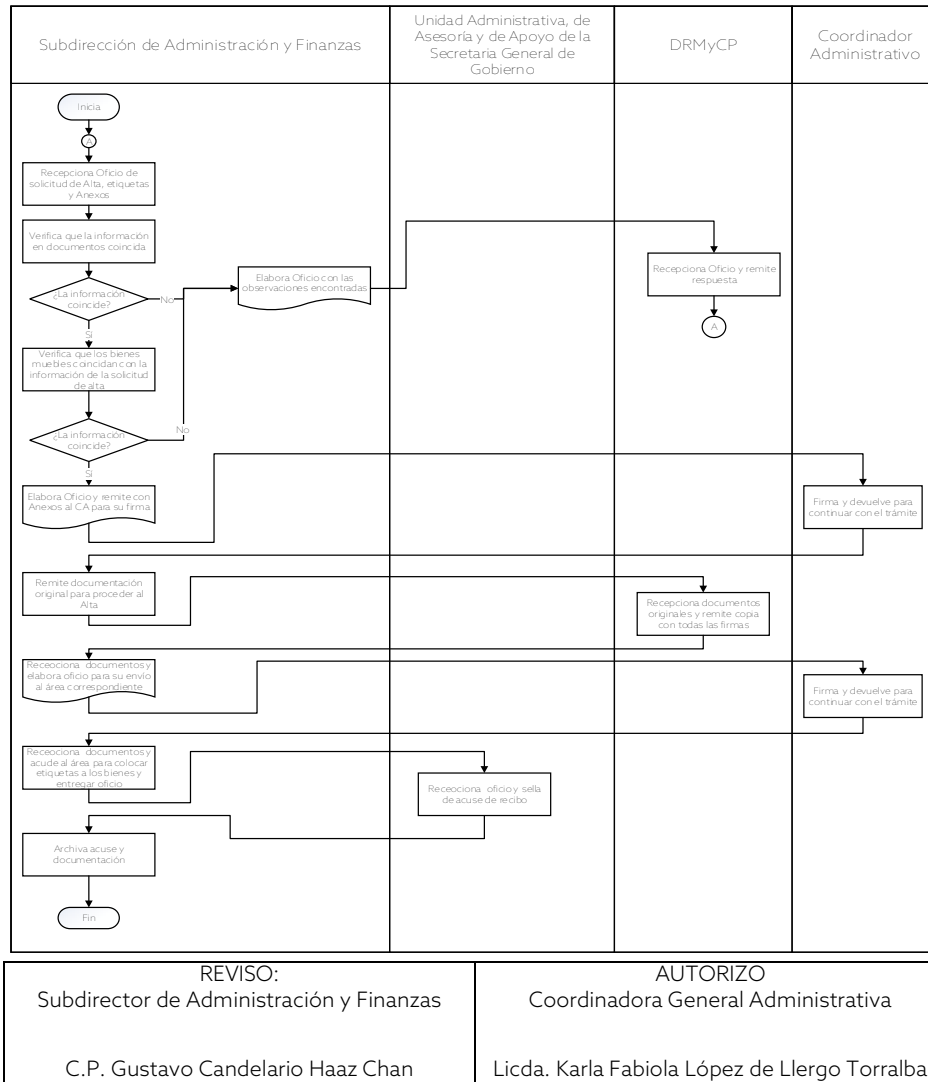 Subdirección de Administración y Finanzas
Unidad Administrativa, de
Asesoría y de Apoyo de la
Secretaria General de
Gobierno
DRMyCP
Coordinador
Administrativo
Inicia
A
Recepciona Oficio de
solicitud de Alta, etiquetas
y Anexos
Verifica que la información
en documentos coincida
¿La información
coincide?
No
Elabora Oficio con las
observaciones encontradas
Recepciona Oficio y remite
respuesta
A
Si
Verifica que los bienes
muebles coincidan con la
información de la solicitud
de alta
¿La información
coincide?
No
Si
Elabora Oficio y remite con
Anexos al CA para su firma
Firma y devuelve para
continuar con el trámite
Remite documentación
original para proceder al
Alta
Recepciona documentos
originales y remite copia
con todas las firmas
Receociona documentos y
elabora oficio para su envío
al área correspondiente
Firma y devuelve para
continuar con el trámite
Receociona documentos y
acude al área para colocar
etiquetas a los bienes y
entregar oficio
Receociona oficio y sella
de acuse de recibo
Archiva acuse y
documentación
Fin
REVISO:
Subdirector de Administración y Finanzas
C.P. Gustavo Candelario Haaz Chan
AUTORIZO
Coordinadora General Administrativa
Licda. Karla Fabiola López de Llergo Torralba